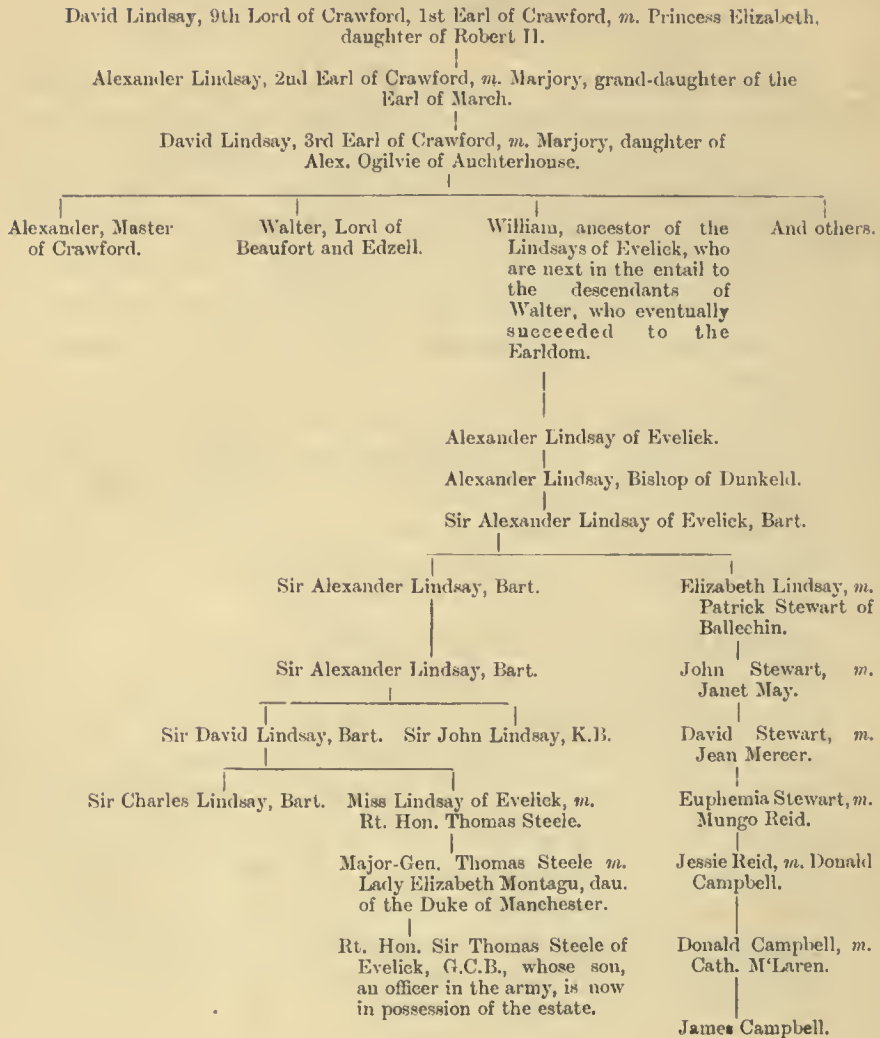 David Lindsay, 9th Lord of Crawford, 1st Earl of Crawford, m. Princess Elizabeth,
daughter of Robert II.
Alexander Lindsay, 2nd Earl of Crawford, m. Marjory, grand-daughter of the
Earl of March.
David Lindsay, 3rd Earl of Crawford, m. Marjory, daughter of
Alex. Ogilvie of Auchterhouse.
Alexander, Master
of Crawford.
Walter, Lord of
Beaufort and Edzell.
William, ancestor of the
Lindsays of Evelick, who
are next in the entail to
the descendants of
Walter, who eventually
succeeded to the
Earldom.
And others.
Alexander Lindsay of Evelick.
Alexander Lindsay, Bishop of Dunkeld.
Sir Alexander Lindsay of Evelick, Bart.
Sir Alexander Lindsay, Bart.
Elizabeth Lindsay, m.
Patrick Stewart of
Ballechin.
Sir Alexander Lindsay, Bart.
John Stewart, m.
Janet May.
Sir David Lindsay, Bart.
Sir John Lindsay, K.B.
David Stewart, m.
Jean Mercer.
Sir Charles Lindsay, Bart.
Miss Lindsay of Evelick, m.
Rt. Hon. Thomas Steele.
Euphemia Stewart, m.
Mungo Reid.
Major-Gen. Thomas Steele m.
Lady Elizabeth Montagu, dau.
of the Duke of Manchester.
Jessie Reid, m. Donald
Campbell.
Rt. Hon. Sir Thomas Steele of
Evelick, G.C.B., whose son,
an officer in the army, is now
in possession of the estate.
Donald Campbell, m.
Cath. M'Laren.
James Campbell.